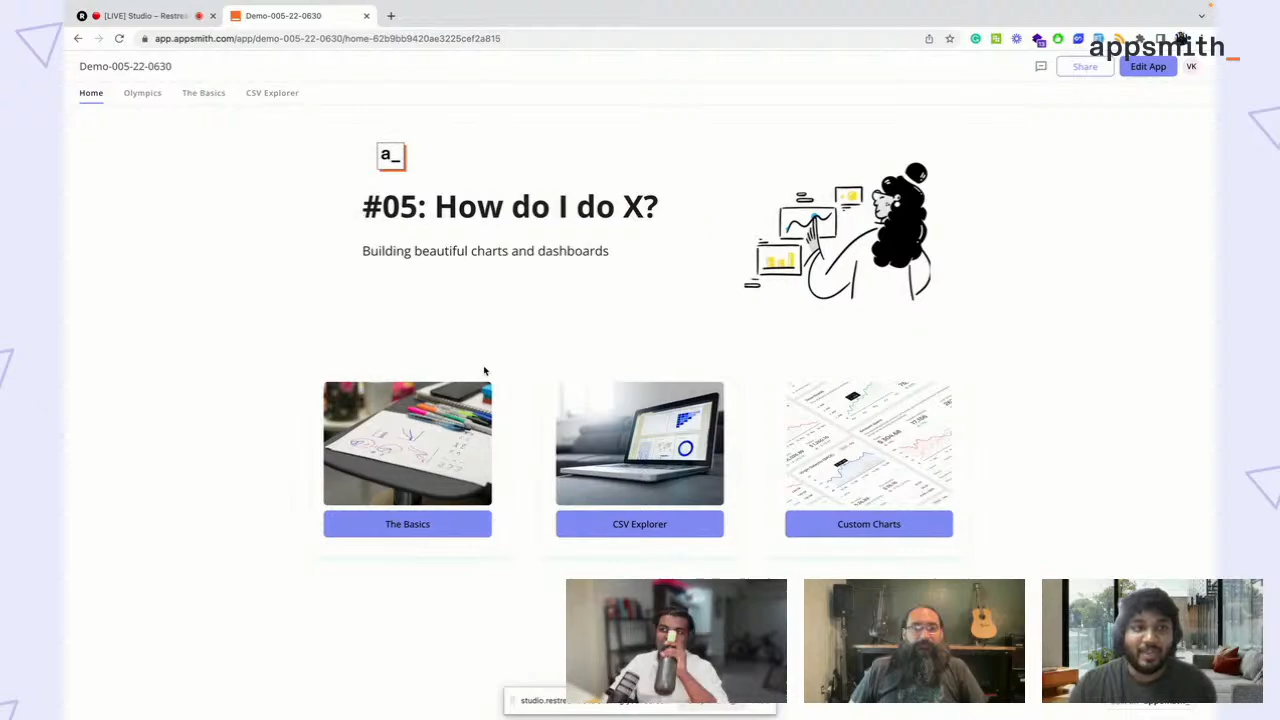 [LIVE] Studio – Restre
Demo-005-22-0630
app.appsmith.com/app/demo-005-22-0630/home-62b9bb9420ae3225cef2a815
appsmith_
Demo-005-22-0630
Share
Edit App
VK
Home
Olympics
The Basics
CSV Explorer
a_
#05: How do I do X?
Building beautiful charts and dashboards
The Basics
CSV Explorer
Custom Charts
studio.restre